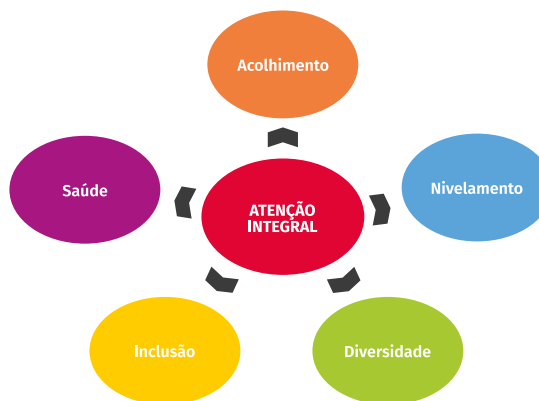 Acolhimento
Saúde
Nivelamento
ATENÇÃO
INTEGRAL
Inclusão
Diversidade